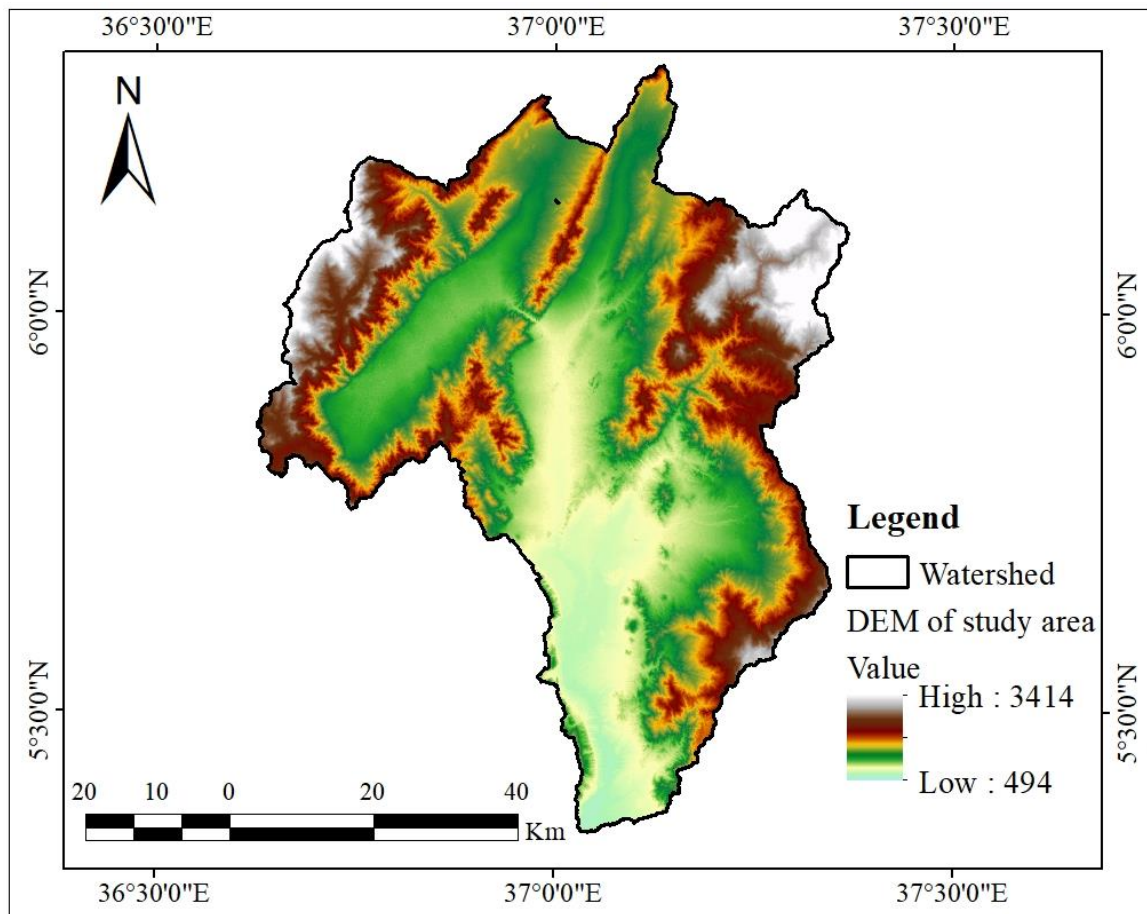 36°30'0"E 37°0'0"E 37°30'0"E
N
6°0'0"N 6°0'0"N
Legend
Watershed
DEM of study area
Value
High : 3414
Low : 494
5°30'0"N 5°30'0"N
20 10 0 20 40
Km
36°30'0"E 37°0'0"E 37°30'0"E